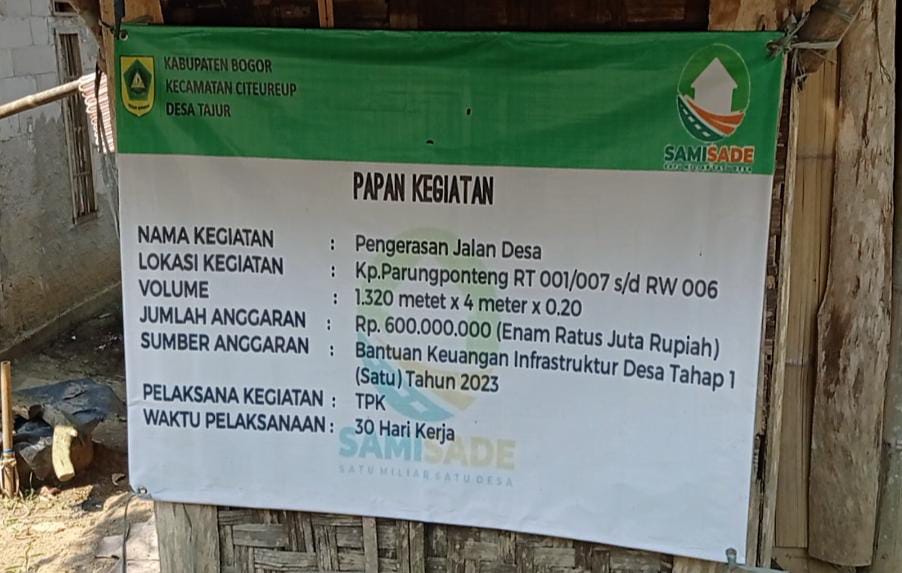 KABUPATEN BOGOR
KECAMATAN CITEUREUP
DESA TAJUR
SAMISADE
PAPAN KEGIATAN
NAMA KEGIATAN : Pengerasan Jalan Desa
LOKASI KEGIATAN : Kp.Parungponteng RT 001/007 s/d RW 006
VOLUME : 1.320 metet x 4 meter x 0.20
JUMLAH ANGGARAN : Rp. 600.000.000 (Enam Ratus Juta Rupiah)
SUMBER ANGGARAN : Bantuan Keuangan Infrastruktur Desa Tahap 1
(Satu) Tahun 2023
PELAKSANA KEGIATAN : TPK
WAKTU PELAKSANAAN : 30 Hari Kerja
SAMISADE
SATU MILIAR SATU DESA